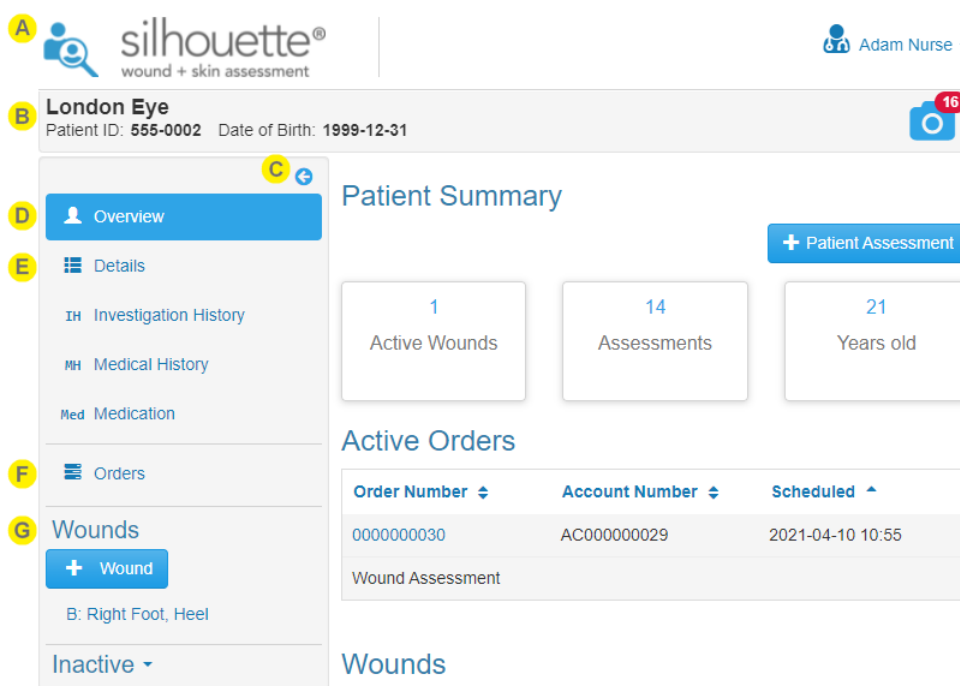 A
silhouette®
wound + skin assessment
Adam Nurse
B
London Eye
Patient ID: 555-0002 Date of Birth: 1999-12-31
16
C
D
Overview
E
Details
IH Investigation History
MH Medical History
Med Medication
F
Orders
G
Wounds
+ Wound
B: Right Foot, Heel
Inactive
Patient Summary
+ Patient Assessment
1
Active Wounds
14
Assessments
21
Years old
Active Orders
Order Number Account Number Scheduled
0000000030 AC000000029 2021-04-10 10:55
Wound Assessment
Wounds